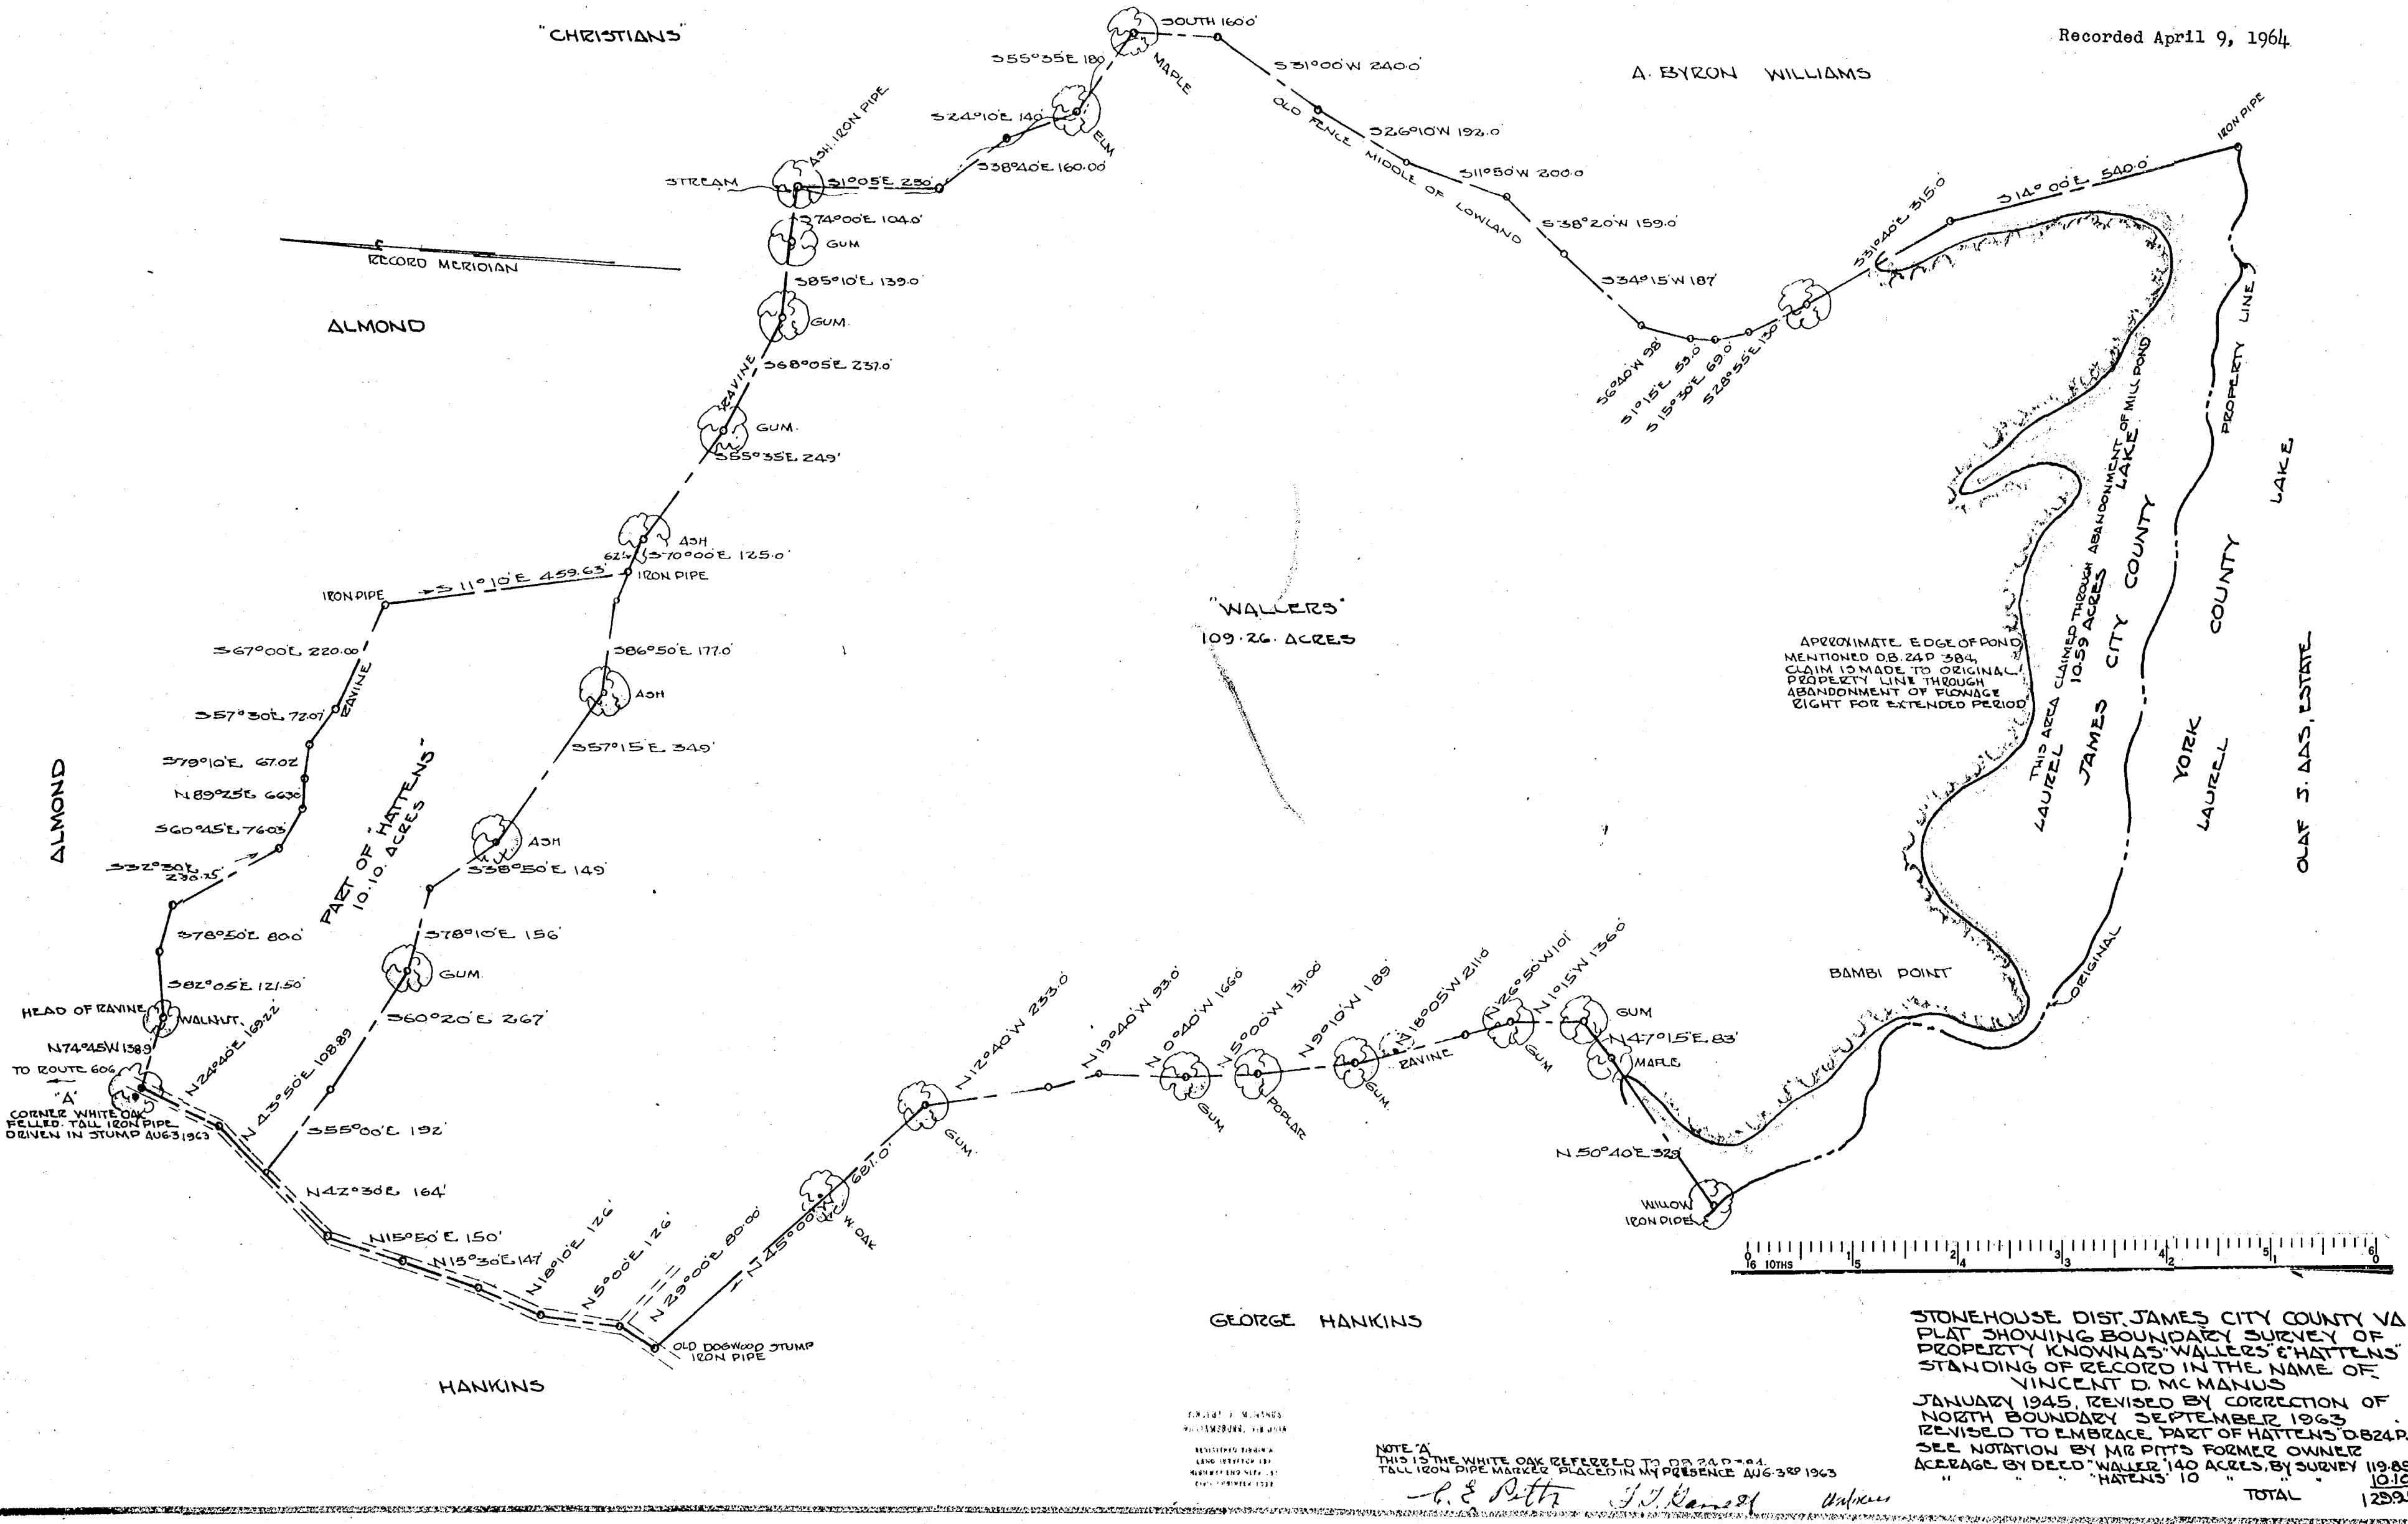 "CHRISTIANS"
Recorded April 9, 1964
A. BYRON WILLIAMS
SOUTH 160.0'
MAPLE
S55°35'E 180
S24°10'E 140'
ELM
S38°40'E 160.00'
ASH. IRON PIPE
STREAM
S1°05'E 290'
S31°00'W 240.0'
OLD FENCE MIDDLE OF LOWLAND
S26°10'W 192.0'
S11°50'W 200.0
S38°20'W 159.0'
S34°15'W 187'
S6°40'W 98'
S1°15'E 53.0'
S15°30'E 69.0'
S28°55'E 130'
S31°40'E 315.0'
S14°00'E 540.0'
IRON PIPE
S74°00'E 104.0'
GUM
S85°10'E 139.0'
GUM.
RAVINE
S68°05'E 237.0'
GUM.
S55°35'E 249'
ASH
S70°00'E 125.0'
IRON PIPE
RECORD MERIDIAN
ALMOND
IRON PIPE
S11°10'E 459.63'
S67°00'E 220.00'
RAVINE
S57°30'E 72.07'
S79°10'E 67.02
N89°25'E 66.30'
S60°45'E 76.03'
S32°30'E
S78°50'E 80.0'
S82°05'E 121.50'
HEAD OF RAVINE
WALNUT.
N74°45'W 138.9'
TO ROUTE 606
"A"
CORNER WHITE OAK
FELLED. TALL IRON PIPE
DRIVEN IN STUMP AUG.3 1963
ALMOND
PART OF "HATTENS"
10.10. ACRES
S86°50'E 177.0'
ASH
S57°15'E 349'
ASH
S38°50'E 149'
S78°10'E 156'
GUM.
S60°20'E 267'
S55°00'E 192'
N24°40'E 169.22'
N43°50'E 108.89
N42°30'E 164'
N15°50'E 150'
N15°30'E 147'
N18°10'E 126'
N5°00'E 126'
N29°00'E 80.00'
OLD DOGWOOD STUMP
IRON PIPE
N45°00'W 687.0'
W. OAK
GUM.
N12°40'W 233.0'
N19°40'W 93.0'
N0°40'W 166.0'
GUM
N5°00'W 131.00'
POPLAR
N9°10'W 189'
GUM.
N18°05'W 211.0'
RAVINE
N26°50'W 101'
GUM
N1°15'W 136.0'
GUM
N47°15'E 83'
MAPLE
N50°40'E 329'
WILLOW
IRON PIPE
"WALLERS"
109.26. ACRES
APPROXIMATE EDGE OF POND
MENTIONED D.B. 24 P 384,
CLAIM IS MADE TO ORIGINAL
PROPERTY LINE THROUGH
ABANDONMENT OF FLOWAGE
RIGHT FOR EXTENDED PERIOD
THIS AREA CLAIMED THROUGH ABANDONMENT OF MILL POND
10.59 ACRES
LAUREL LAKE
JAMES CITY COUNTY
YORK COUNTY
LAUREL LAKE
ORIGINAL PROPERTY LINE
OLAF S. AAS, ESTATE
BAMBI POINT
HANKINS
GEORGE HANKINS
10THS 1 2 3 4 5 6
STONEHOUSE DIST. JAMES CITY COUNTY VA
PLAT SHOWING BOUNDARY SURVEY OF
PROPERTY KNOWN AS "WALLERS" & "HATTENS"
STANDING OF RECORD IN THE NAME OF
VINCENT D. MC MANUS
JANUARY 1945, REVISED BY CORRECTION OF
NORTH BOUNDARY SEPTEMBER 1963
REVISED TO EMBRACE PART OF HATTENS D.B24.P.
SEE NOTATION BY MR PITTS FORMER OWNER
ACERAGE BY DEED "WALLER" 140 ACRES, BY SURVEY 119.85
" " " "HATENS" 10 " " " 10.10
TOTAL 129.9
NOTE "A"
THIS IS THE WHITE OAK REFERRED TO
TALL IRON PIPE MARKER PLACED IN MY PRESENCE AUG. 3RD 1963